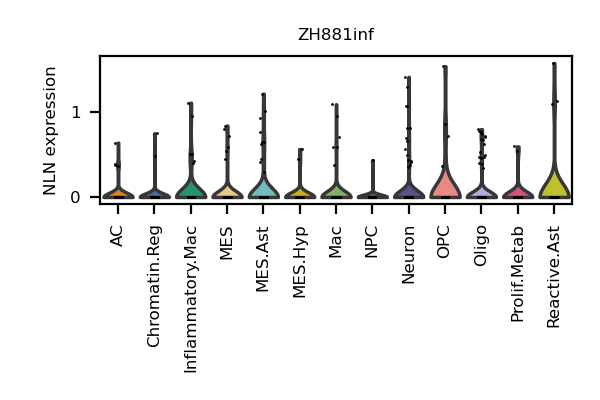 ZH881inf
NLN expression
1
0
AC
Chromatin.Reg
Inflammatory.Mac
MES
MES.Ast
MES.Hyp
Mac
NPC
Neuron
OPC
Oligo
Prolif.Metab
Reactive.Ast